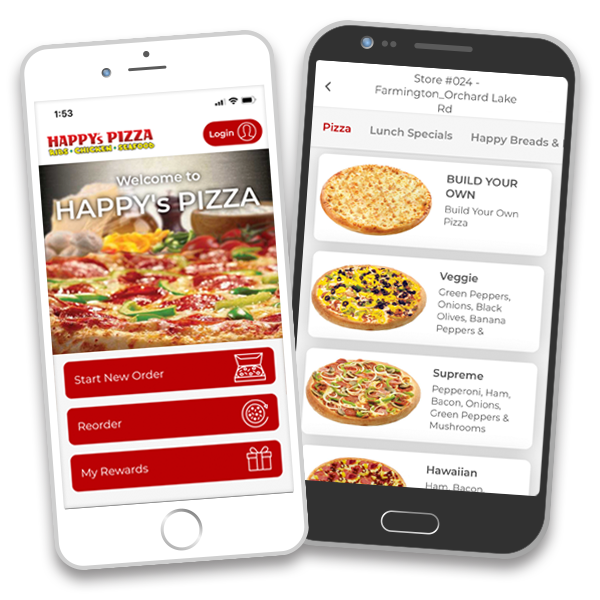 1:53
HAPPY's PIZZA
RIBS • CHICKEN • SEAFOOD
Login
Welcome to
HAPPY's PIZZA
Start New Order
Reorder
My Rewards
Store #024 -
Farmington_Orchard Lake
Rd
Pizza
Lunch Specials
Happy Breads &
BUILD YOUR
OWN
Build Your Own
Pizza
Veggie
Green Peppers,
Onions, Black
Olives, Banana
Peppers &
Supreme
Pepperoni, Ham,
Bacon, Onions,
Green Peppers &
Mushrooms
Hawaiian
Ham, Bacon,